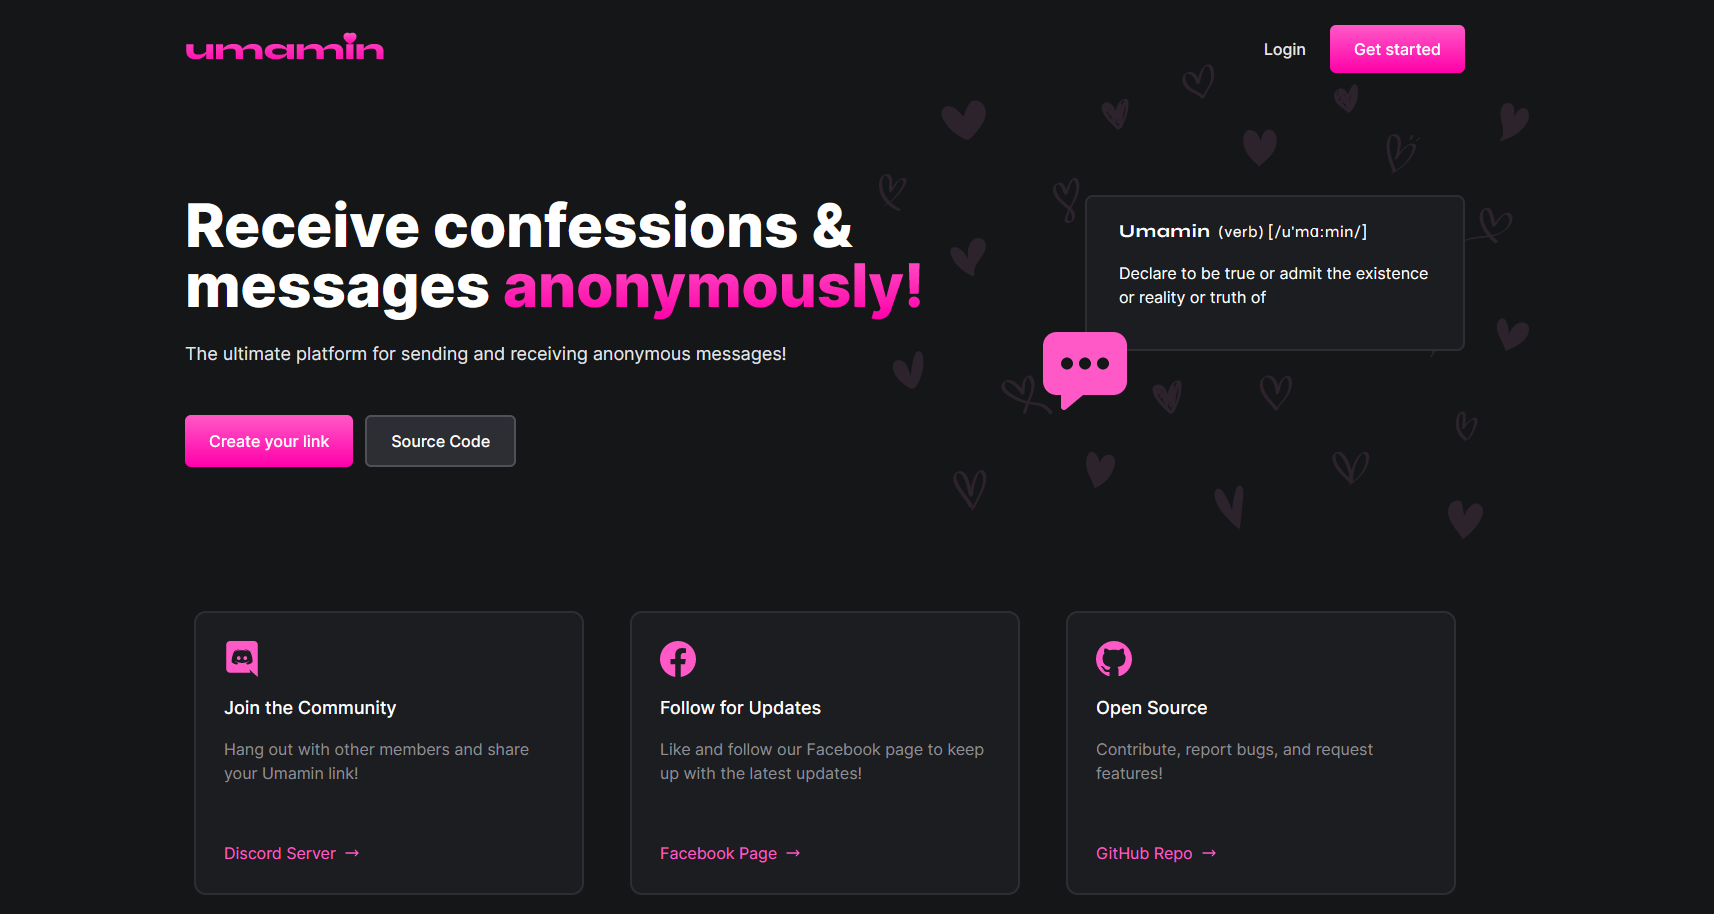 umamin
Login
Get started
Receive confessions &
messages anonymously!
The ultimate platform for sending and receiving anonymous messages!
Create your link
Source Code
Umamin (verb) [/u'mɑ:min/]
Declare to be true or admit the existence
or reality or truth of
Join the Community
Hang out with other members and share
your Umamin link!
Discord Server →
Follow for Updates
Like and follow our Facebook page to keep
up with the latest updates!
Facebook Page →
Open Source
Contribute, report bugs, and request
features!
GitHub Repo →